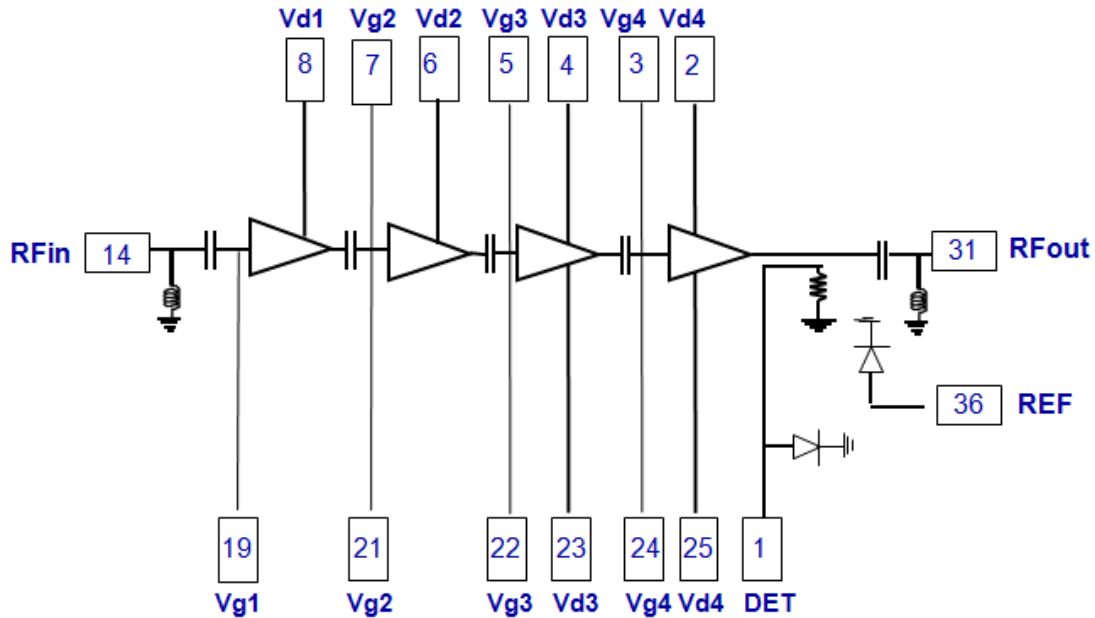 Vd1 Vg2 Vd2 Vg3 Vd3 Vg4 Vd4
8 7 6 5 4 3 2
RFin 14 31 RFout
36 REF
19 21 22 23 24 25 1
Vg1 Vg2 Vg3 Vd3 Vg4 Vd4 DET